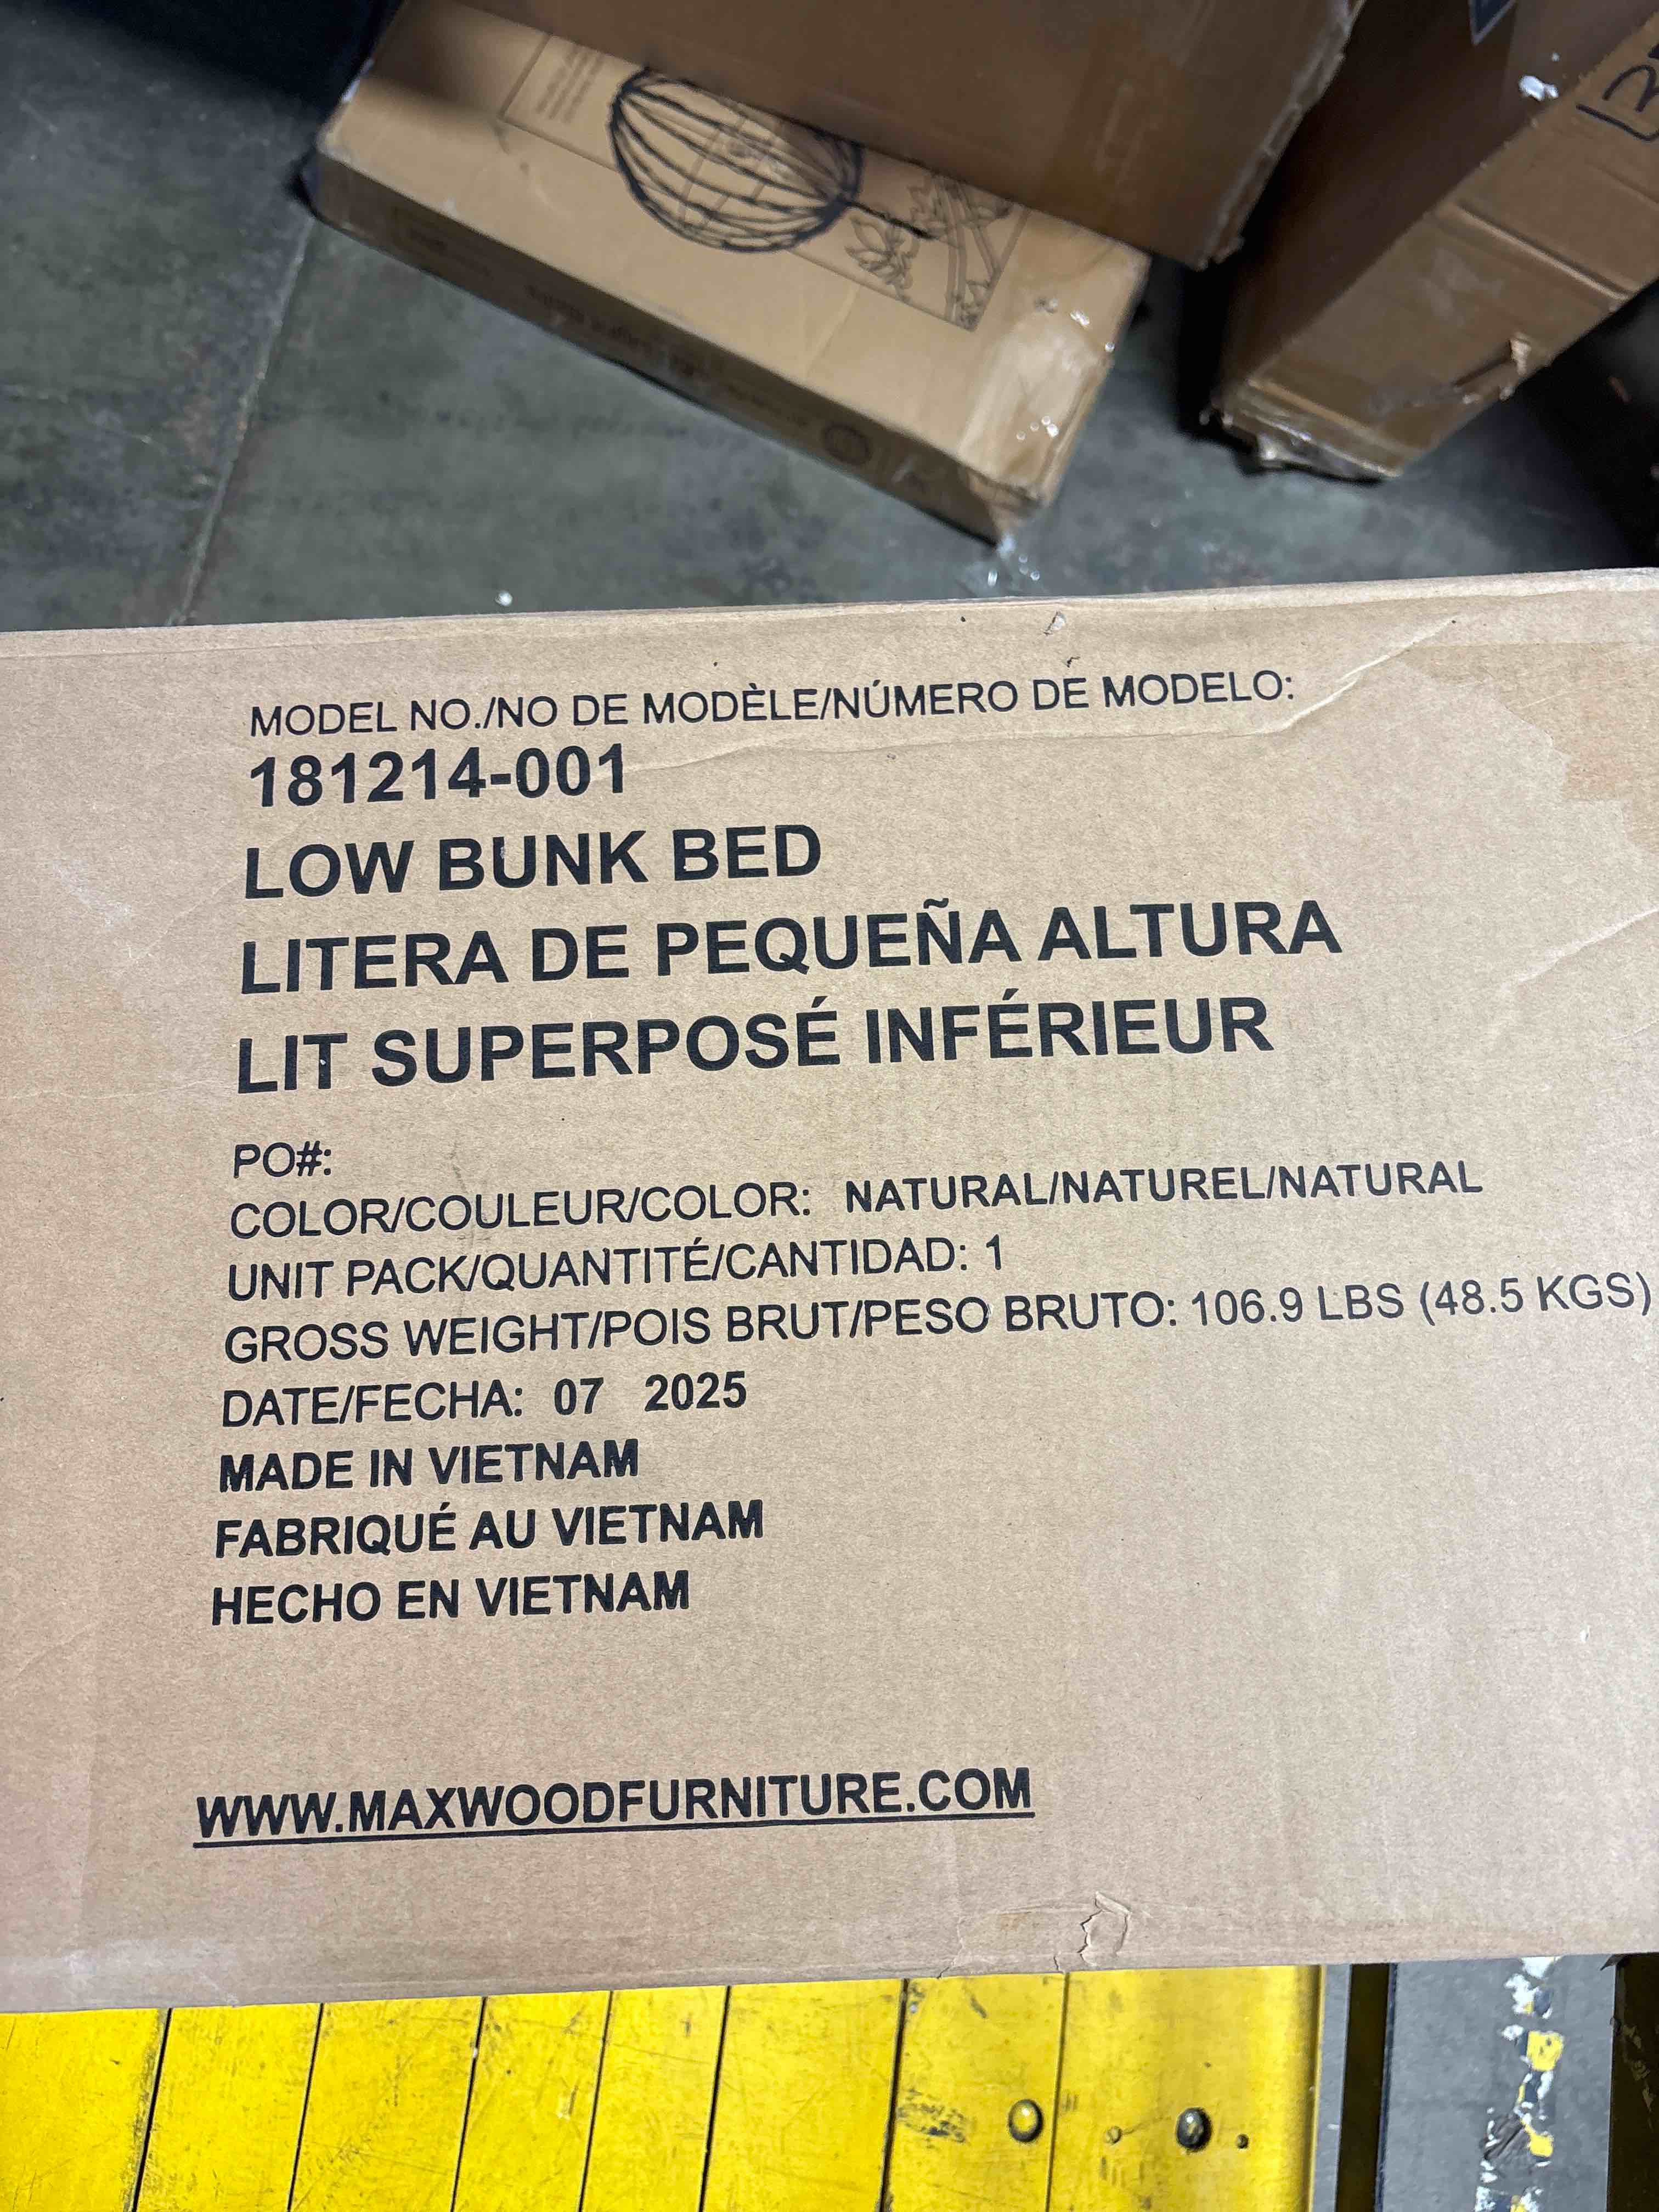 MODEL NO./NO DE MODÈLE/NÚMERO DE MODELO:
181214-001
LOW BUNK BED
LITERA DE PEQUEÑA ALTURA
LIT SUPERPOSÉ INFÉRIEUR
PO#:
COLOR/COULEUR/COLOR: NATURAL/NATUREL/NATURAL
UNIT PACK/QUANTITÉ/CANTIDAD: 1
GROSS WEIGHT/POIS BRUT/PESO BRUTO: 106.9 LBS (48.5 KGS)
DATE/FECHA: 07 2025
MADE IN VIETNAM
FABRIQUÉ AU VIETNAM
HECHO EN VIETNAM
WWW.MAXWOODFURNITURE.COM